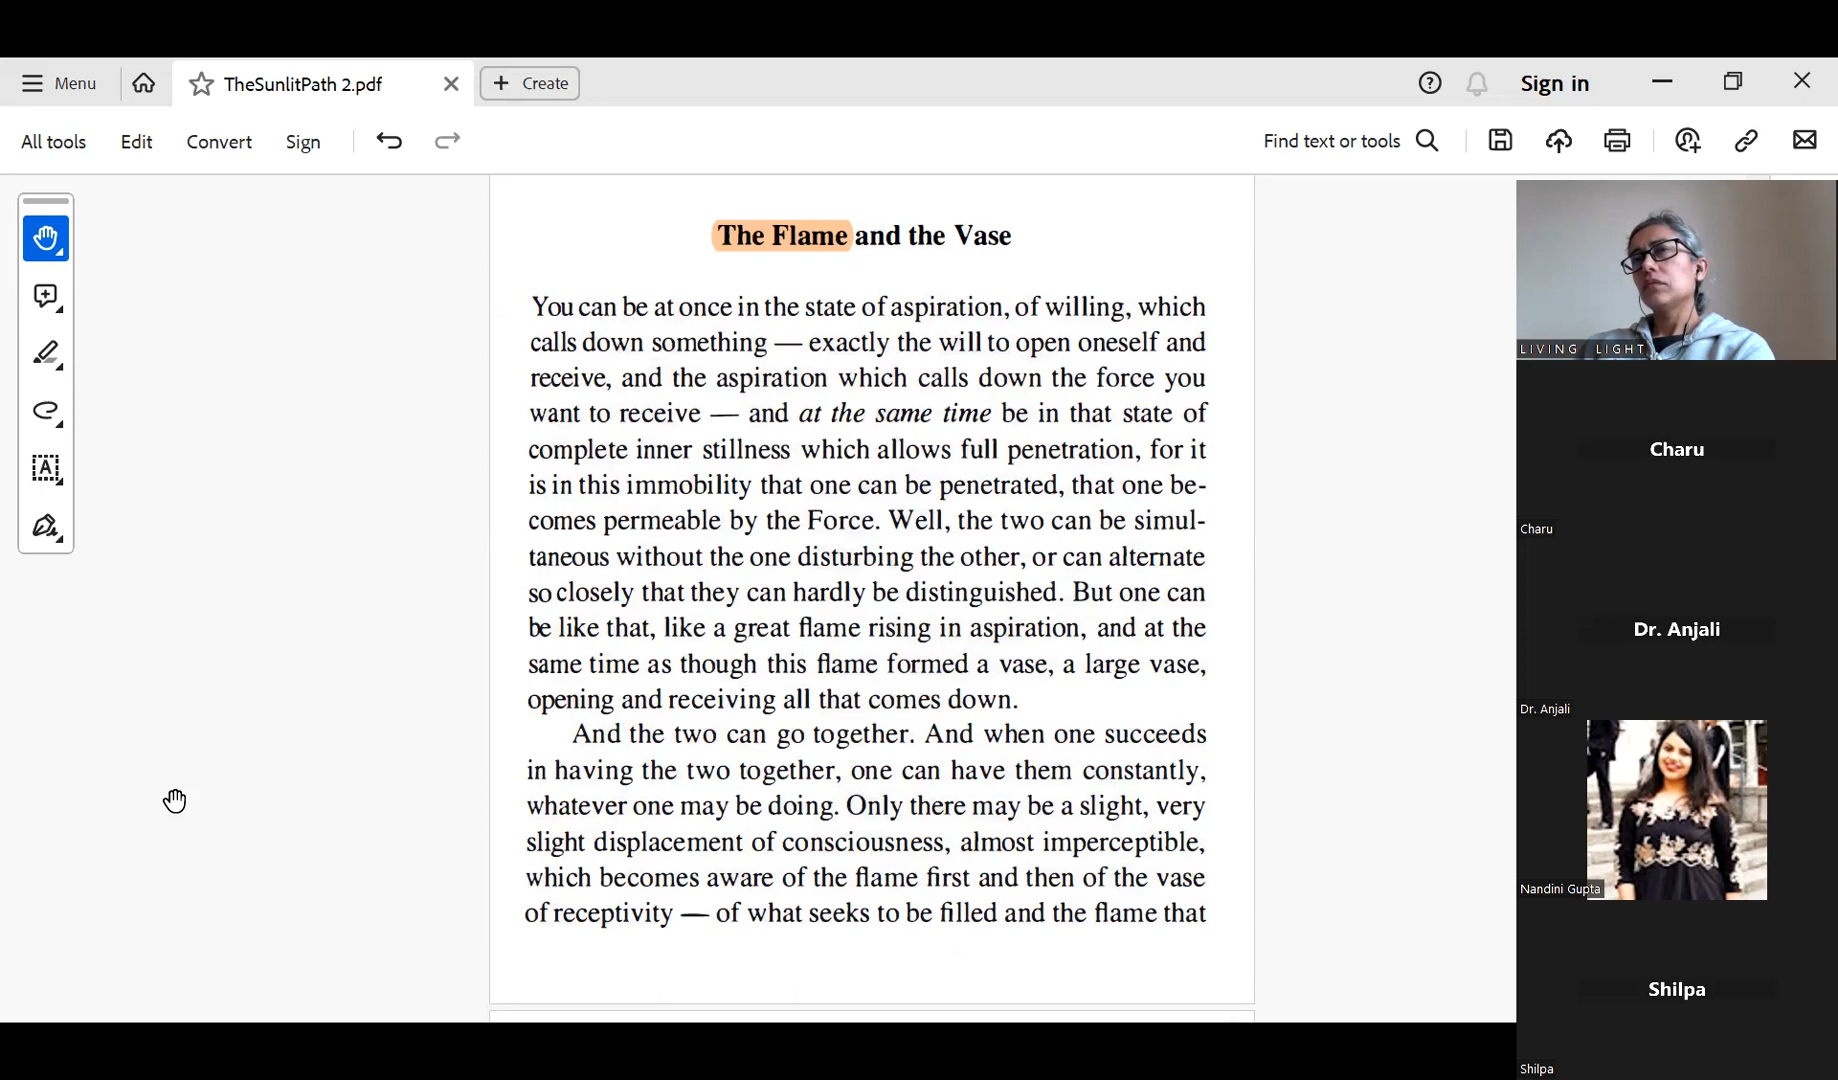 Menu
TheSunlitPath 2.pdf
Create
Sign in
All tools
Edit
Convert
Sign
Find text or tools
The Flame and the Vase
You can be at once in the state of aspiration, of willing, which
calls down something — exactly the will to open oneself and
receive, and the aspiration which calls down the force you
want to receive — and at the same time be in that state of
complete inner stillness which allows full penetration, for it
is in this immobility that one can be penetrated, that one be-
comes permeable by the Force. Well, the two can be simul-
taneous without the one disturbing the other, or can alternate
so closely that they can hardly be distinguished. But one can
be like that, like a great flame rising in aspiration, and at the
same time as though this flame formed a vase, a large vase,
opening and receiving all that comes down.
And the two can go together. And when one succeeds
in having the two together, one can have them constantly,
whatever one may be doing. Only there may be a slight, very
slight displacement of consciousness, almost imperceptible,
which becomes aware of the flame first and then of the vase
of receptivity — of what seeks to be filled and the flame that
LIVING LIGHT
Charu
Charu
Dr. Anjali
Dr. Anjali
Nandini Gupta
Shilpa
Shilpa